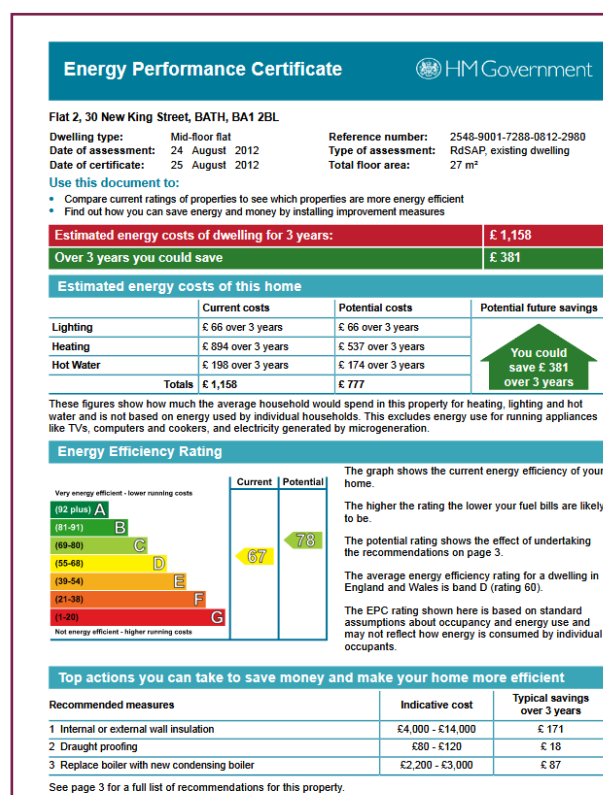 Energy Performance Certificate
HM Government
Flat 2, 30 New King Street, BATH, BA1 2BL
Dwelling type: Mid-floor flat
Date of assessment: 24 August 2012
Date of certificate: 25 August 2012
Reference number: 2548-9001-7288-0812-2980
Type of assessment: RdSAP, existing dwelling
Total floor area: 27 m²
Use this document to:
• Compare current ratings of properties to see which properties are more energy efficient
• Find out how you can save energy and money by installing improvement measures
Estimated energy costs of dwelling for 3 years: £ 1,158
Over 3 years you could save £ 381
Estimated energy costs of this home
Current costs Potential costs Potential future savings
Lighting £ 66 over 3 years £ 66 over 3 years
Heating £ 894 over 3 years £ 537 over 3 years
Hot Water £ 198 over 3 years £ 174 over 3 years
Totals £ 1,158 £ 777
You could
save £ 381
over 3 years
These figures show how much the average household would spend in this property for heating, lighting and hot
water and is not based on energy used by individual households. This excludes energy use for running appliances
like TVs, computers and cookers, and electricity generated by microgeneration.
Energy Efficiency Rating
Current Potential
Very energy efficient - lower running costs
(92 plus) A
(81-91) B
(69-80) C
(55-68) D
(39-54) E
(21-38) F
(1-20) G
Not energy efficient - higher running costs
67
78
The graph shows the current energy efficiency of your
home.
The higher the rating the lower your fuel bills are likely
to be.
The potential rating shows the effect of undertaking
the recommendations on page 3.
The average energy efficiency rating for a dwelling in
England and Wales is band D (rating 60).
The EPC rating shown here is based on standard
assumptions about occupancy and energy use and
may not reflect how energy is consumed by individual
occupants.
Top actions you can take to save money and make your home more efficient
Recommended measures Indicative cost Typical savings
over 3 years
1 Internal or external wall insulation £4,000 - £14,000 £ 171
2 Draught proofing £80 - £120 £ 18
3 Replace boiler with new condensing boiler £2,200 - £3,000 £ 87
See page 3 for a full list of recommendations for this property.